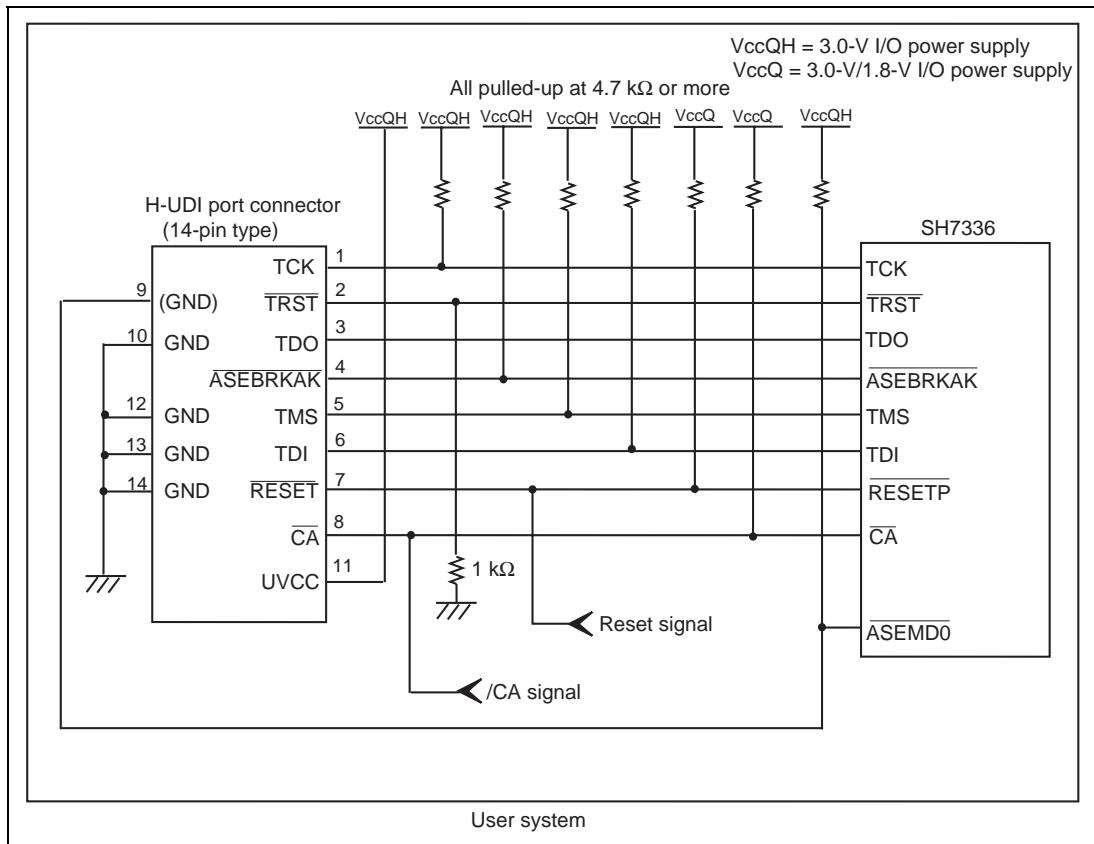 VccQH = 3.0-V I/O power supply
VccQ = 3.0-V/1.8-V I/O power supply
All pulled-up at 4.7 kΩ or more
VccQH VccQH VccQH VccQH VccQH VccQ VccQ VccQH
H-UDI port connector
(14-pin type)
SH7336
TCK 1 TCK
9 (GND) TRST 2 TRST
10 GND TDO 3 TDO
ASEBRKAK 4 ASEBRKAK
12 GND TMS 5 TMS
13 GND TDI 6 TDI
14 GND RESET 7 RESETP
CA 8 CA
UVCC 11
1 kΩ
Reset signal
ASEMD0
/CA signal
User system